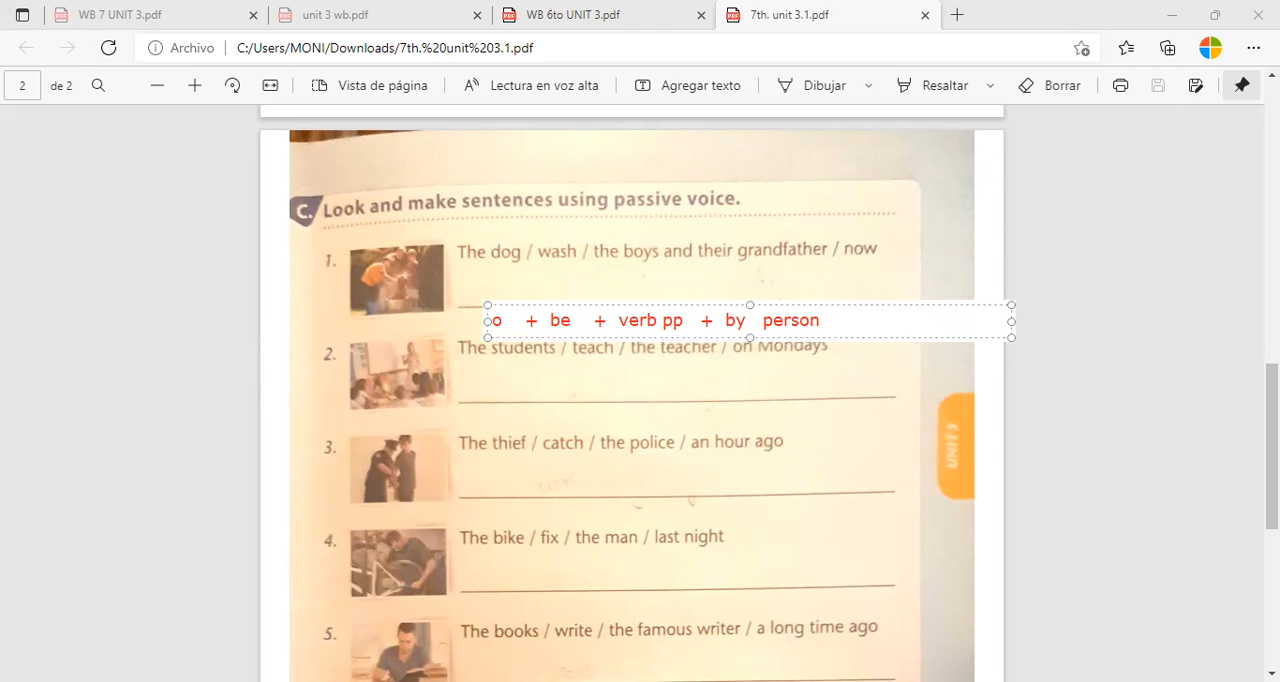 WB 7 UNIT 3.pdf
unit 3 wb.pdf
WB 6to UNIT 3.pdf
7th. unit 3.1.pdf
Archivo
C:/Users/MONI/Downloads/7th.%20unit%203.1.pdf
2 de 2
Vista de página
Lectura en voz alta
Agregar texto
Dibujar
Resaltar
Borrar
C. Look and make sentences using passive voice.
1. The dog / wash / the boys and their grandfather / now
o + be + verb pp + by person
2. The students / teach / the teacher / on Mondays
3. The thief / catch / the police / an hour ago
UNIT 3
4. The bike / fix / the man / last night
5. The books / write / the famous writer / a long time ago